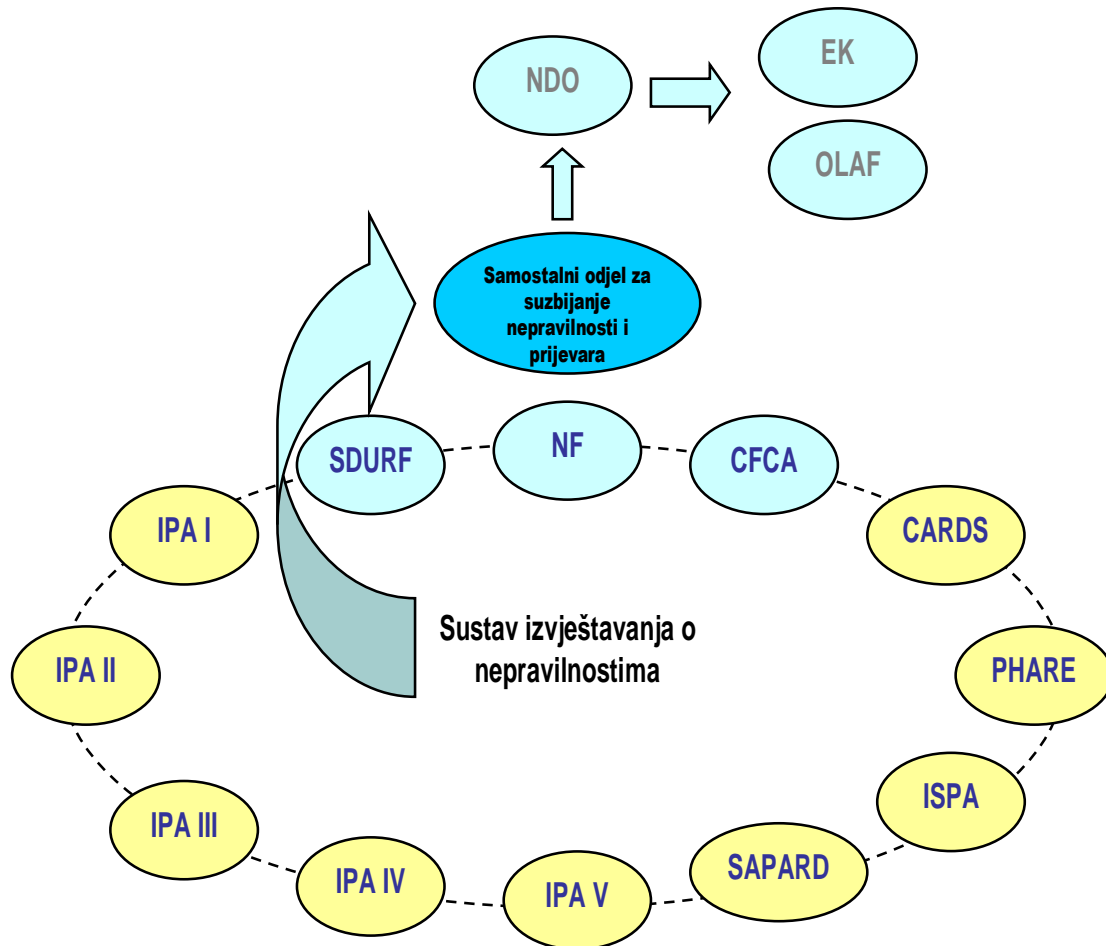 EK
NDO
OLAF
Samostalni odjel za
suzbijanje
nepravilnosti i
prijevara
NF
SDURF
CFCA
IPA I
CARDS
Sustav izvještavanja o
nepravilnostima
IPA II
PHARE
ISPA
IPA III
SAPARD
IPA IV
IPA V